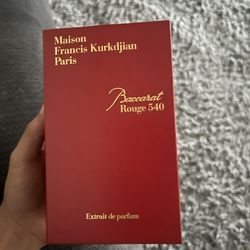 Maison
Francis Kurkdjian
Paris
Baccarat
Rouge 540
Extrait de parfum